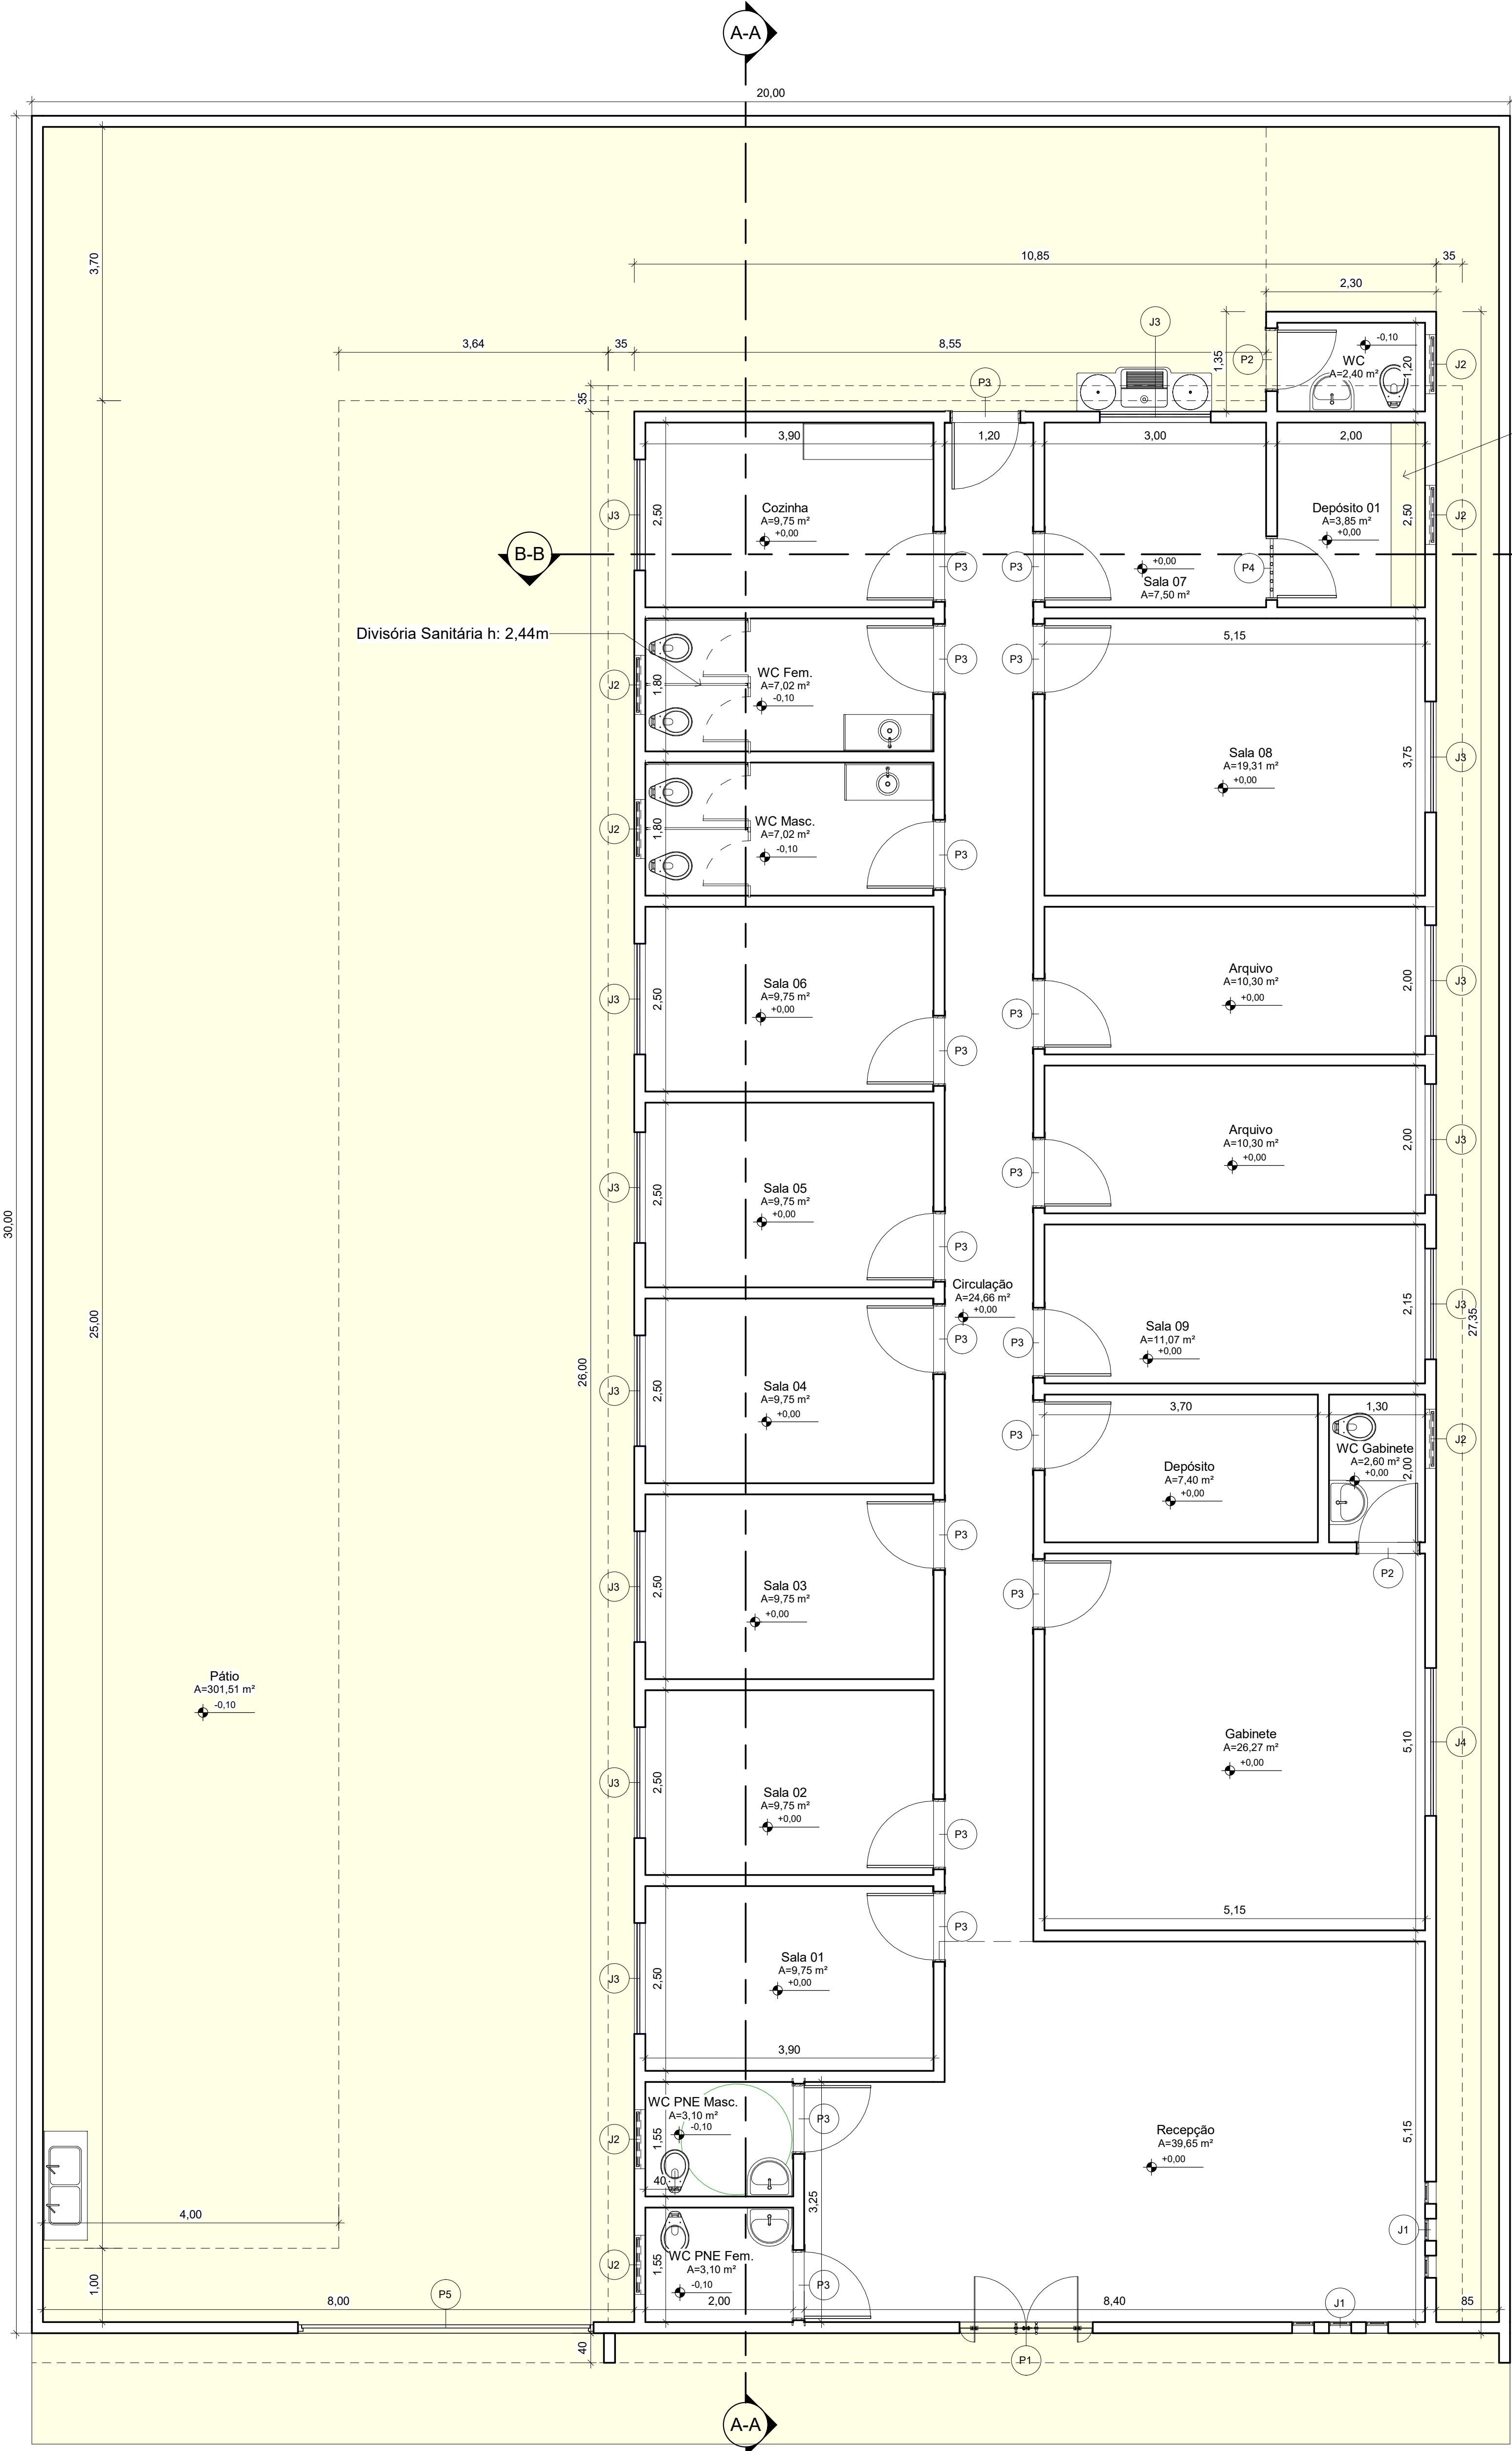 A-A
20,00
3,70
10,85
35
2,30
J3
-0,10
WC
A=2,40 m²
1,20
P2
J2
3,64
35
8,55
1,35
P3
35
3,90
1,20
3,00
2,00
J3
2,50
Cozinha
A=9,75 m²
+0,00
P3
P3
+0,00
Sala 07
A=7,50 m²
P4
Depósito 01
A=3,85 m²
+0,00
2,50
J2
B-B
Divisória Sanitária h: 2,44m
J2
1,80
WC Fem.
A=7,02 m²
-0,10
P3
P3
5,15
Sala 08
A=19,31 m²
+0,00
3,75
J3
J2
1,80
WC Masc.
A=7,02 m²
-0,10
P3
J3
2,50
Sala 06
A=9,75 m²
+0,00
P3
P3
Arquivo
A=10,30 m²
+0,00
2,00
J3
J3
2,50
Sala 05
A=9,75 m²
+0,00
P3
P3
Arquivo
A=10,30 m²
+0,00
2,00
J3
30,00
25,00
26,00
Circulação
A=24,66 m²
+0,00
P3
P3
Sala 09
A=11,07 m²
+0,00
2,15
J3
27,35
J3
2,50
Sala 04
A=9,75 m²
+0,00
P3
3,70
1,30
Depósito
A=7,40 m²
+0,00
WC Gabinete
A=2,60 m²
+0,00
2,00
J2
P2
J3
2,50
Sala 03
A=9,75 m²
+0,00
P3
P3
Pátio
A=301,51 m²
-0,10
Gabinete
A=26,27 m²
+0,00
5,10
J4
5,15
J3
2,50
Sala 02
A=9,75 m²
+0,00
P3
P3
J3
2,50
Sala 01
A=9,75 m²
+0,00
3,90
WC PNE Masc.
A=3,10 m²
-0,10
1,55
40
J2
P3
3,25
Recepção
A=39,65 m²
+0,00
5,15
J1
4,00
1,00
WC PNE Fem.
A=3,10 m²
-0,10
1,55
J2
P3
P5
8,00
2,00
8,40
J1
85
40
P1
A-A